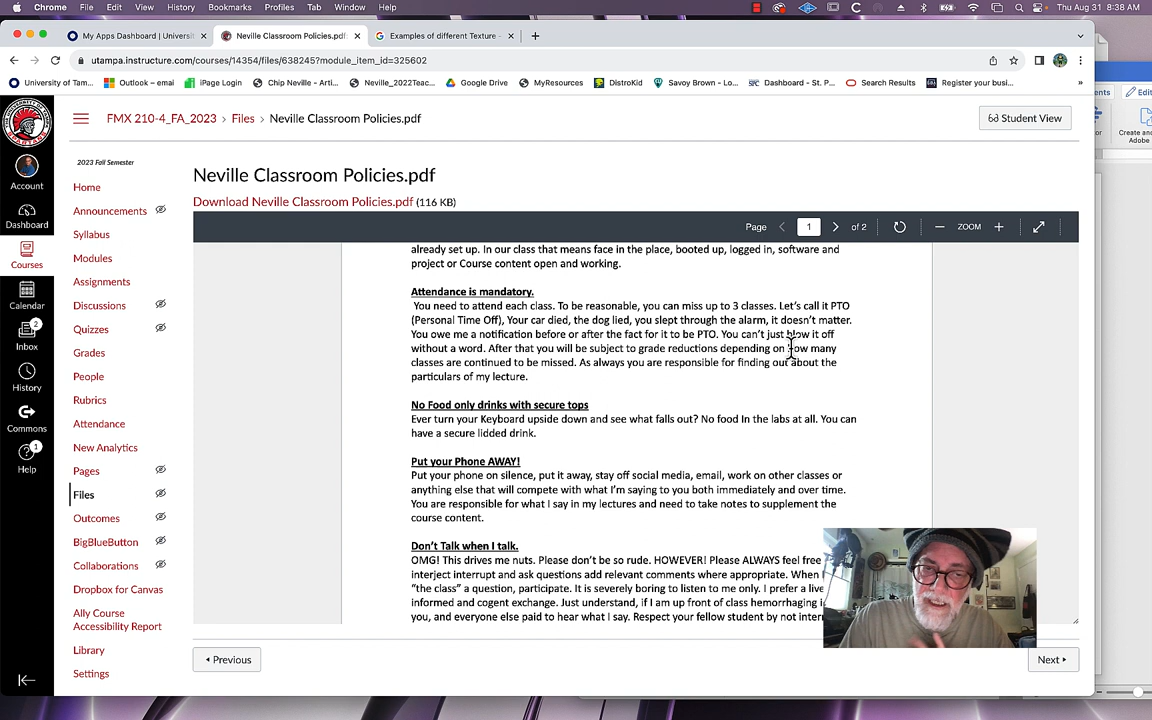 Chrome File Edit View History Bookmarks Profiles Tab Window Help Thu Aug 31 8:38 AM
My Apps Dashboard | Universit Neville Classroom Policies.pdf: Examples of different Texture –
utampa.instructure.com/courses/14354/files/638245?module_item_id=325602
University of Tam... Outlook – emai iPage Login Chip Neville - Arti... Neville_2022Teac... Google Drive MyResources DistroKid Savoy Brown - Lo... Dashboard - St. P... Search Results Register your busi...
FMX 210-4_FA_2023 Files Neville Classroom Policies.pdf Student View
2023 Fall Semester
Account
Dashboard
Courses
Calendar
2
Inbox
History
Commons
1
Help
Home
Announcements
Syllabus
Modules
Assignments
Discussions
Quizzes
Grades
People
Rubrics
Attendance
New Analytics
Pages
Files
Outcomes
BigBlueButton
Collaborations
Dropbox for Canvas
Ally Course
Accessibility Report
Library
Settings
Neville Classroom Policies.pdf
Download Neville Classroom Policies.pdf (116 KB)
Page 1 of 2 ZOOM
already set up. In our class that means face in the place, booted up, logged in, software and
project or Course content open and working.
Attendance is mandatory.
You need to attend each class. To be reasonable, you can miss up to 3 classes. Let's call it PTO
(Personal Time Off), Your car died, the dog lied, you slept through the alarm, it doesn't matter.
You owe me a notification before or after the fact for it to be PTO. You can't just blow it off
without a word. After that you will be subject to grade reductions depending on how many
classes are continued to be missed. As always you are responsible for finding out about the
particulars of my lecture.
No Food only drinks with secure tops
Ever turn your Keyboard upside down and see what falls out? No food In the labs at all. You can
have a secure lidded drink.
Put your Phone AWAY!
Put your phone on silence, put it away, stay off social media, email, work on other classes or
anything else that will compete with what I'm saying to you both immediately and over time.
You are responsible for what I say in my lectures and need to take notes to supplement the
course content.
Don't Talk when I talk.
OMG! This drives me nuts. Please don't be so rude. HOWEVER! Please ALWAYS feel free
interject interrupt and ask questions add relevant comments where appropriate. When
"the class" a question, participate. It is severely boring to listen to me only. I prefer a live
informed and cogent exchange. Just understand, if I am up front of class hemorrhaging
you, and everyone else paid to hear what I say. Respect your fellow student by not inter
Previous Next
Edit
Create and
Adobe